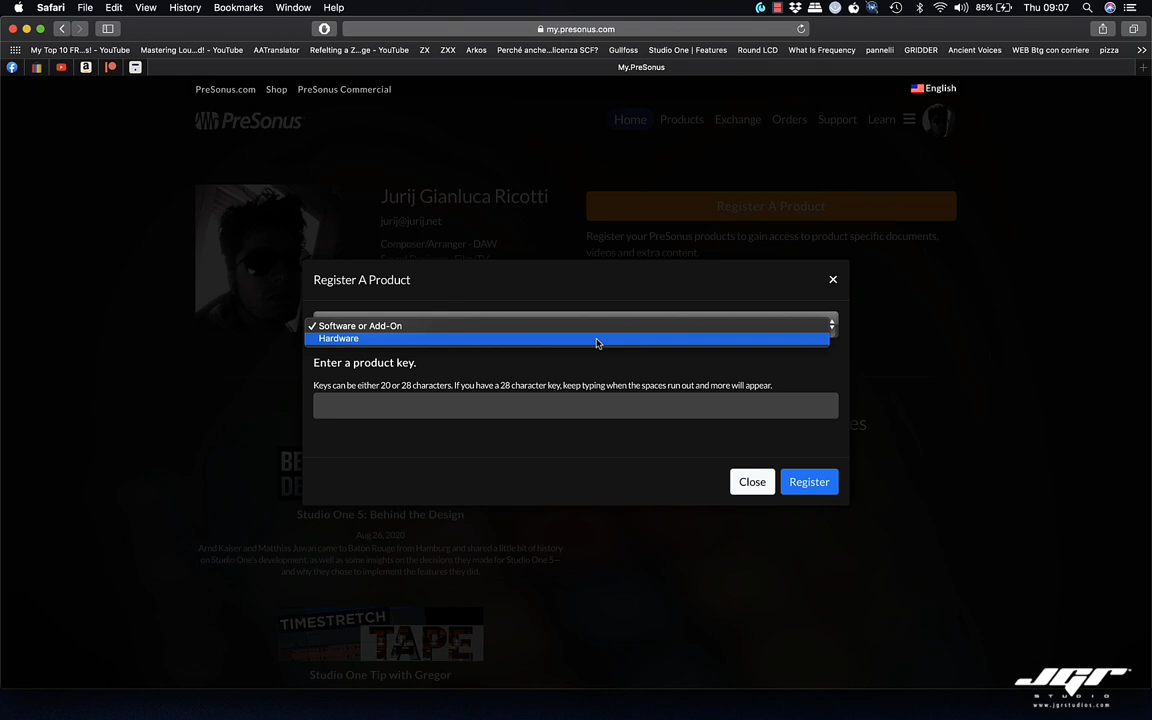 Safari File Edit View History Bookmarks Window Help 85% Thu 09:07
my.presonus.com
My Top 10 FR...s! - YouTube Mastering Lou...d! - YouTube AATranslator Refelting a Z...ge - YouTube ZX ZXX Arkos Perché anche...licenza SCF? Gullfoss Studio One | Features Round LCD What Is Frequency pannelli GRIDDER Ancient Voices WEB Btg con corriere pizza
My.PreSonus
PreSonus.com Shop PreSonus Commercial English
PreSonus Home Products Exchange Orders Support Learn
Jurij Gianluca Ricotti
Register A Product
jurij@jurij.net
Register your PreSonus products to gain access to product specific documents,
videos and extra content.
Composer/Arranger - DAW
Register A Product
Software or Add-On
Hardware
Enter a product key.
Keys can be either 20 or 28 characters. If you have a 28 character key, keep typing when the spaces run out and more will appear.
es
Close Register
BE
DE
Studio One 5: Behind the Design
Aug 26, 2020
Arnd Kaiser and Matthias Juwan came to Baton Rouge from Hamburg and shared a little bit of history
on Studio One's development, as well as some insights on the decisions they made for Studio One 5—
and why they chose to implement the features they did.
TIMESTRETCH
TAPE
Studio One Tip with Gregor
JGR
STUDIO
www.jgrstudios.com